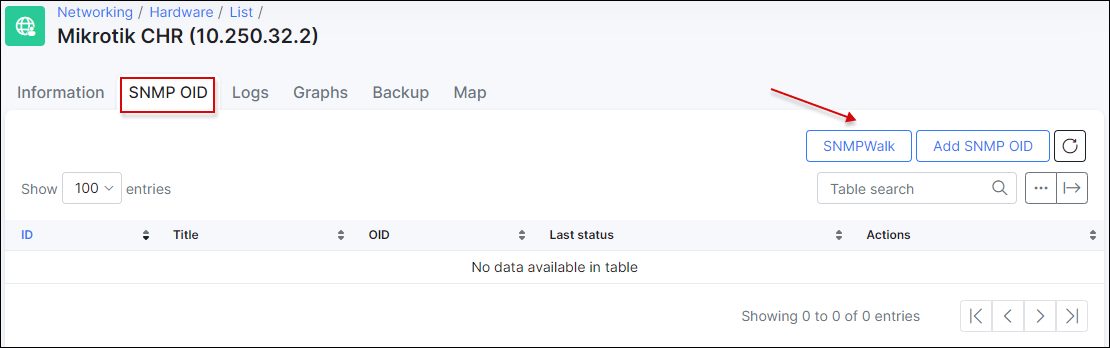 Networking / Hardware / List /
Mikrotik CHR (10.250.32.2)
Information SNMP OID Logs Graphs Backup Map
SNMPWalk Add SNMP OID
Show 100 entries Table search
ID Title OID Last status Actions
No data available in table
Showing 0 to 0 of 0 entries